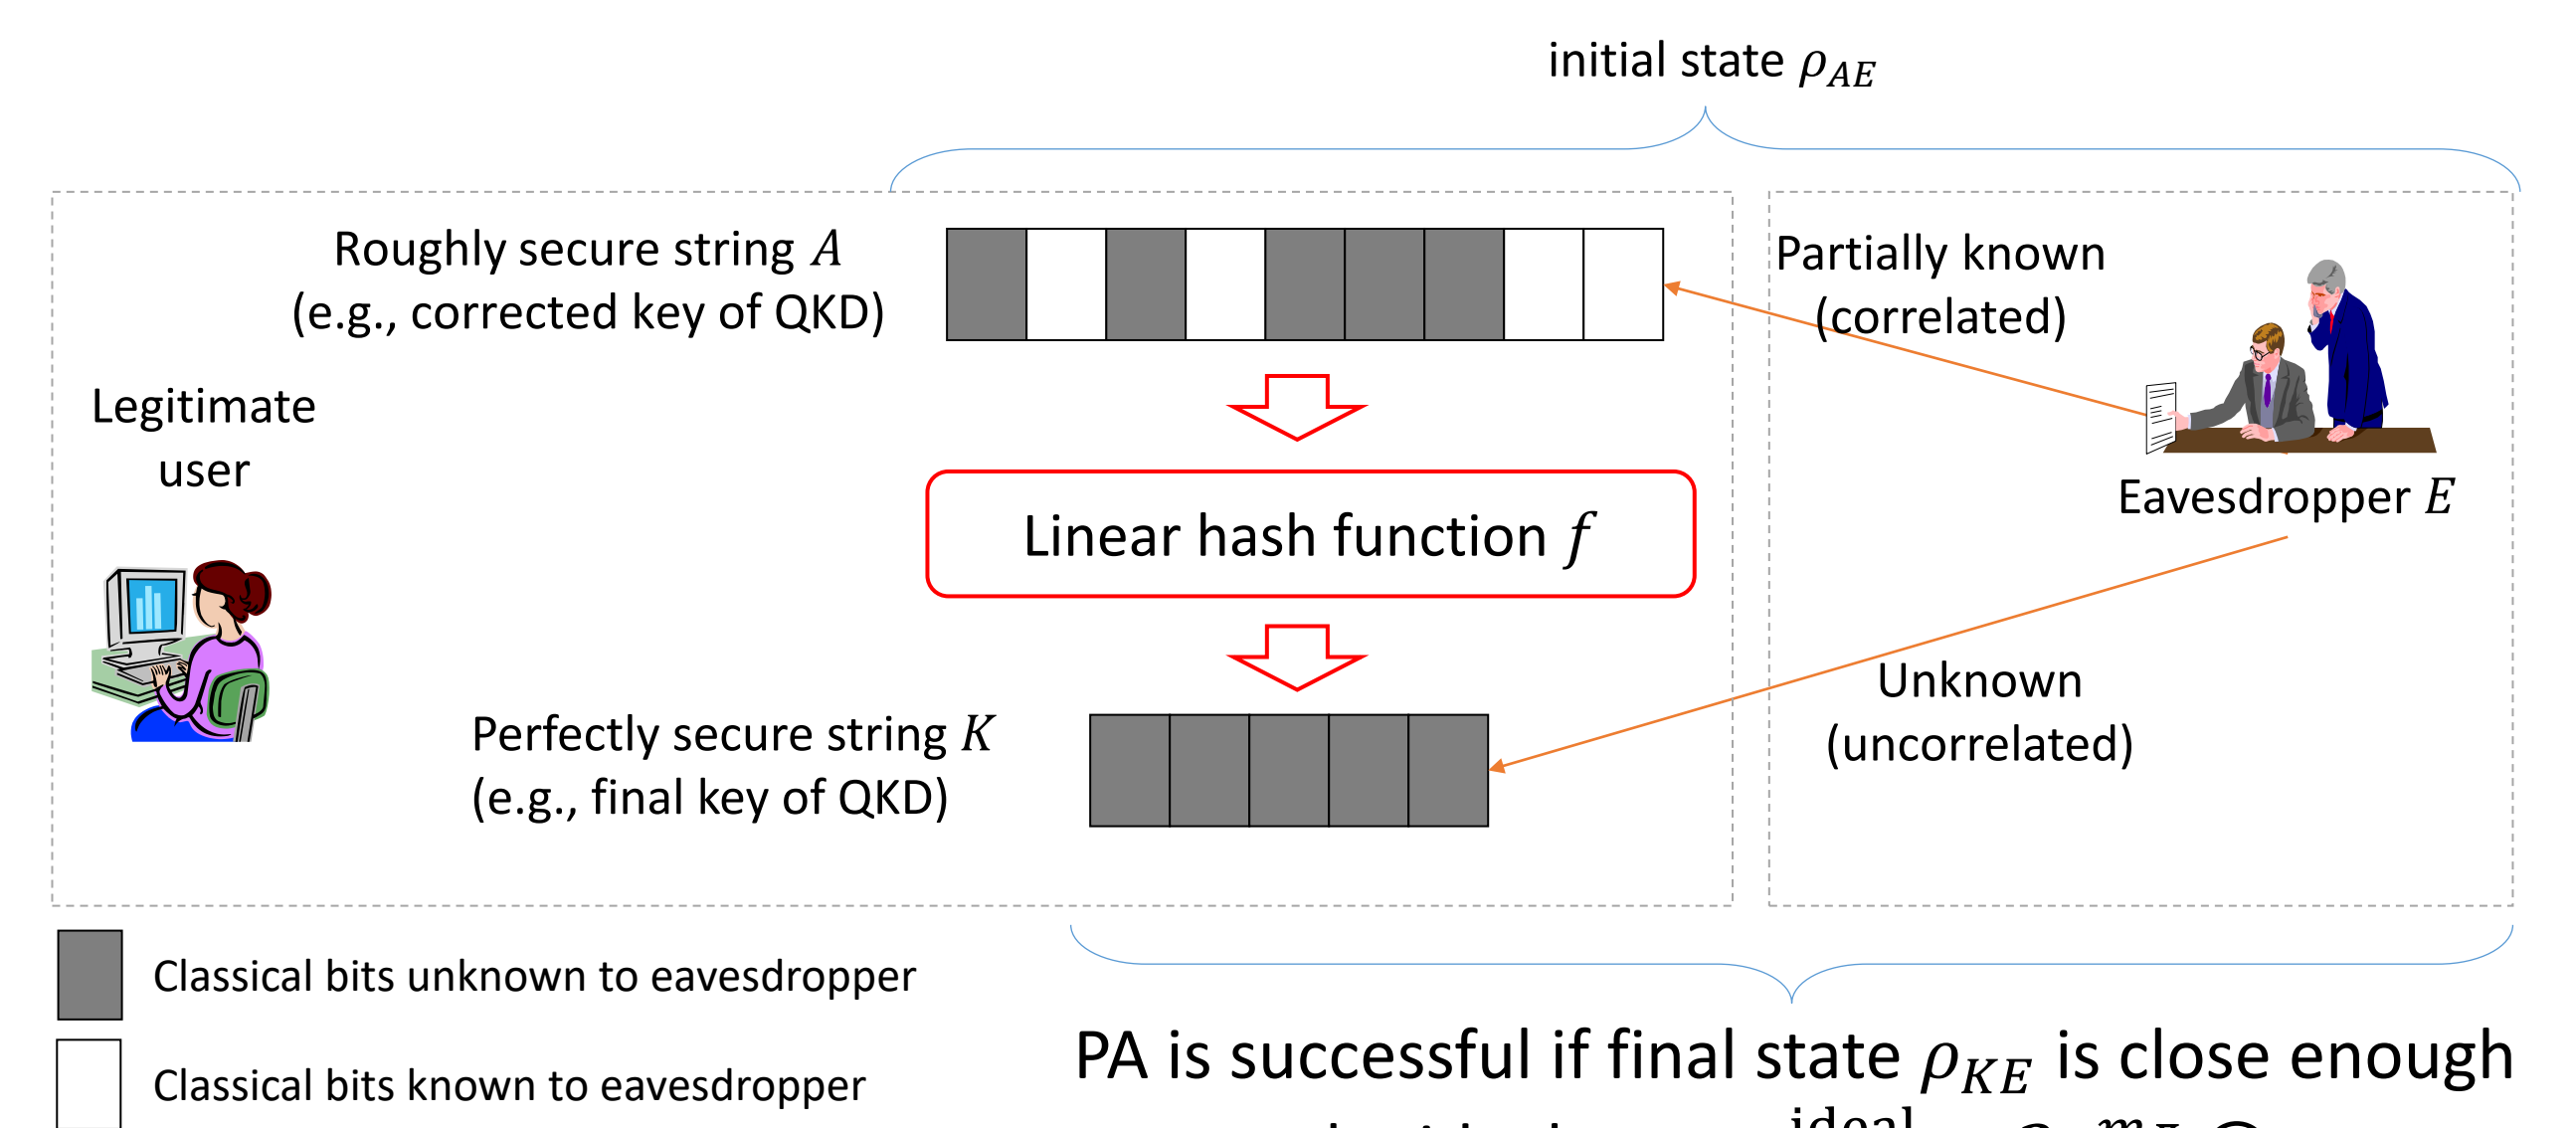 initial state ρ_AE
Roughly secure string A
(e.g., corrected key of QKD)
Partially known
(correlated)
Legitimate
user
Eavesdropper E
Linear hash function f
Unknown
(uncorrelated)
Perfectly secure string K
(e.g., final key of QKD)
Classical bits unknown to eavesdropper
Classical bits known to eavesdropper
PA is successful if final state ρ_KE is close enough
ideal